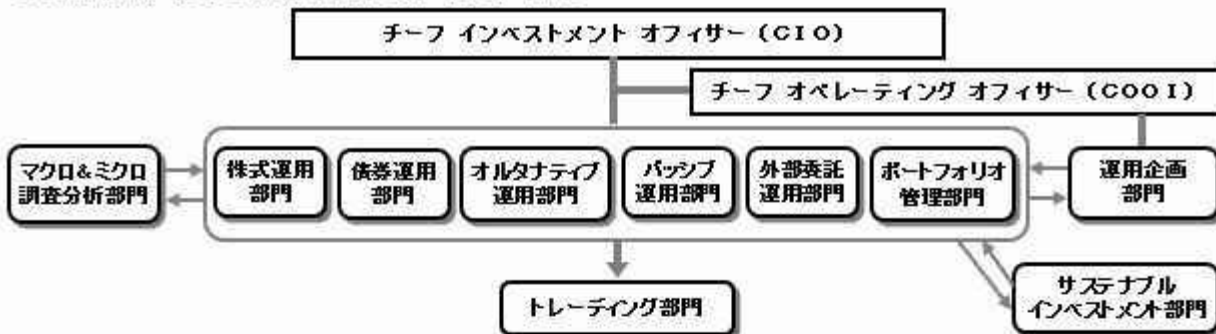 チーフ インベストメント オフィサー(CIO)
チーフ オペレーティング オフィサー(COOI)
マクロ&ミクロ
調査分析部門
株式運用
部門
債券運用
部門
オルタナティブ
運用部門
パッシブ
運用部門
外部委託
運用部門
ポートフォリオ
管理部門
運用企画
部門
トレーディング部門
サステナブル
インベストメント部門